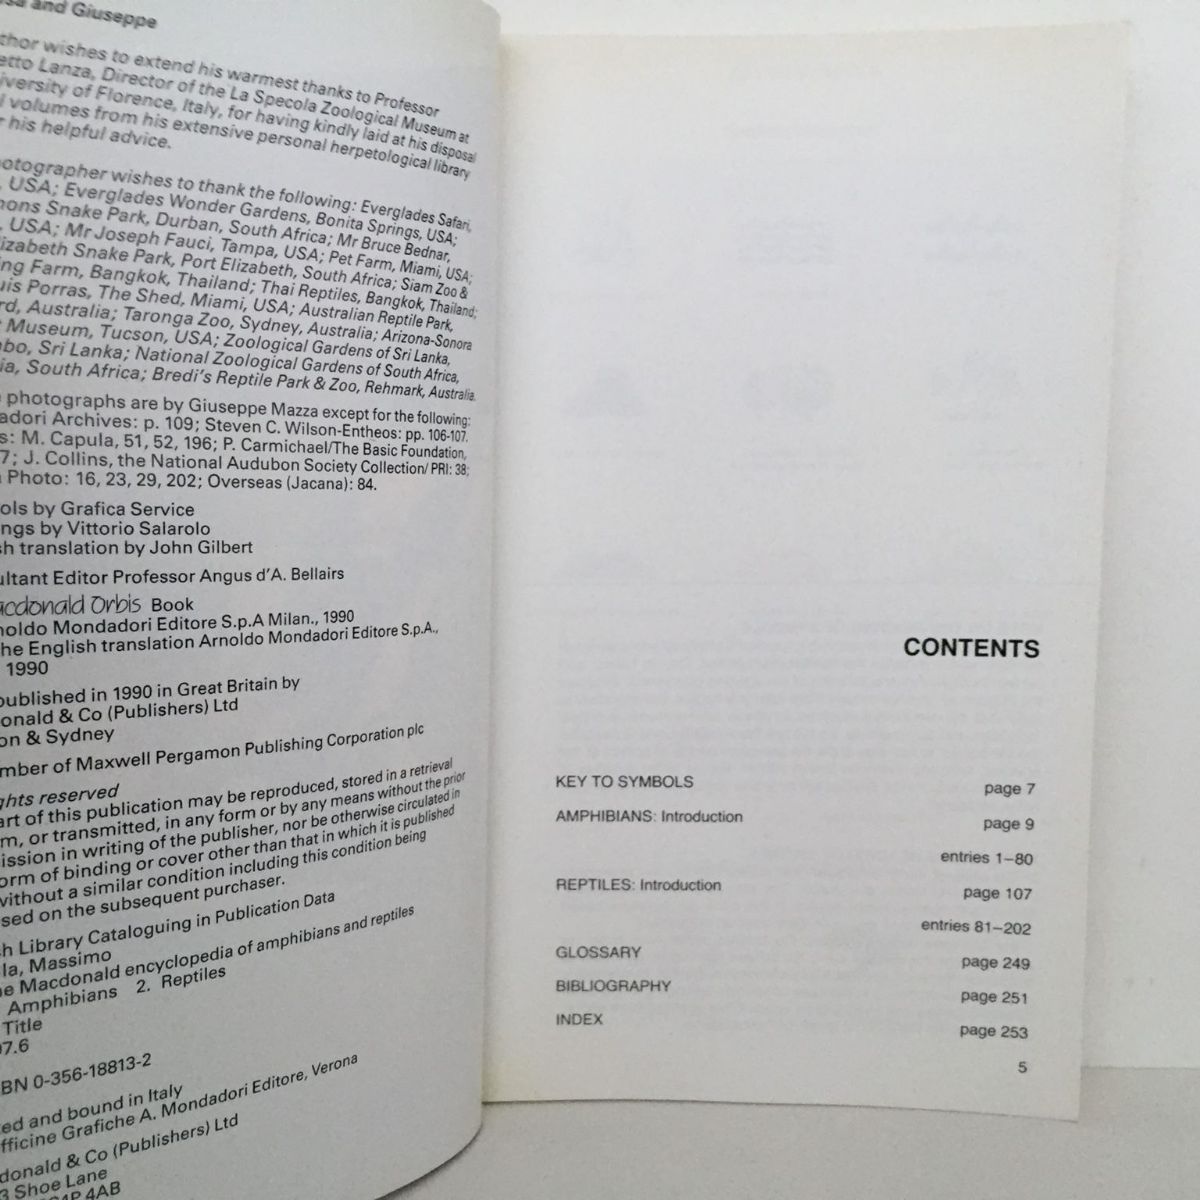 and Giuseppe
thor wishes to extend his warmest thanks to Professor
etto Lanza, Director of the La Specola Zoological Museum at
iversity of Florence, Italy, for having kindly laid at his disposal
l volumes from his extensive personal herpetological library
r his helpful advice.
otographer wishes to thank the following: Everglades Safari,
, USA; Everglades Wonder Gardens, Bonita Springs, USA;
ons Snake Park, Durban, South Africa; Mr Bruce Bednar,
, USA; Mr Joseph Fauci, Tampa, USA; Pet Farm, Miami, USA;
lizabeth Snake Park, Port Elizabeth, South Africa; Siam Zoo &
ing Farm, Bangkok, Thailand; Thai Reptiles, Bangkok, Thailand;
uis Porras, The Shed, Miami, USA; Australian Reptile Park,
rd, Australia; Taronga Zoo, Sydney, Australia; Arizona-Sonora
t Museum, Tucson, USA; Zoological Gardens of Sri Lanka,
bo, Sri Lanka; National Zoological Gardens of South Africa,
ia, South Africa; Bredi's Reptile Park & Zoo, Rehmark, Australia.
photographs are by Giuseppe Mazza except for the following:
adori Archives: p. 109; Steven C. Wilson-Entheos: pp. 106-107.
s: M. Capula, 51, 52, 196; P. Carmichael/The Basic Foundation,
7; J. Collins, the National Audubon Society Collection/ PRI: 38;
Photo: 16, 23, 29, 202; Overseas (Jacana): 84.
ols by Grafica Service
ngs by Vittorio Salarolo
sh translation by John Gilbert
ultant Editor Professor Angus d'A. Bellairs
acdonald Orbis Book
noldo Mondadori Editore S.p.A Milan., 1990
he English translation Arnoldo Mondadori Editore S.p.A.,
1990
published in 1990 in Great Britain by
onald & Co (Publishers) Ltd
on & Sydney
mber of Maxwell Pergamon Publishing Corporation plc
ghts reserved
art of this publication may be reproduced, stored in a retrieval
m, or transmitted, in any form or by any means without the prior
ission in writing of the publisher, nor be otherwise circulated in
orm of binding or cover other than that in which it is published
without a similar condition including this condition being
sed on the subsequent purchaser.
sh Library Cataloguing in Publication Data
la, Massimo
he Macdonald encyclopedia of amphibians and reptiles
Amphibians 2. Reptiles
Title
97.6
BN 0-356-18813-2
ed and bound in Italy
fficine Grafiche A. Mondadori Editore, Verona
donald & Co (Publishers) Ltd
3 Shoe Lane
4P 4AB
CONTENTS
KEY TO SYMBOLS page 7
AMPHIBIANS: Introduction page 9
entries 1–80
REPTILES: Introduction page 107
entries 81–202
GLOSSARY page 249
BIBLIOGRAPHY page 251
INDEX page 253
5